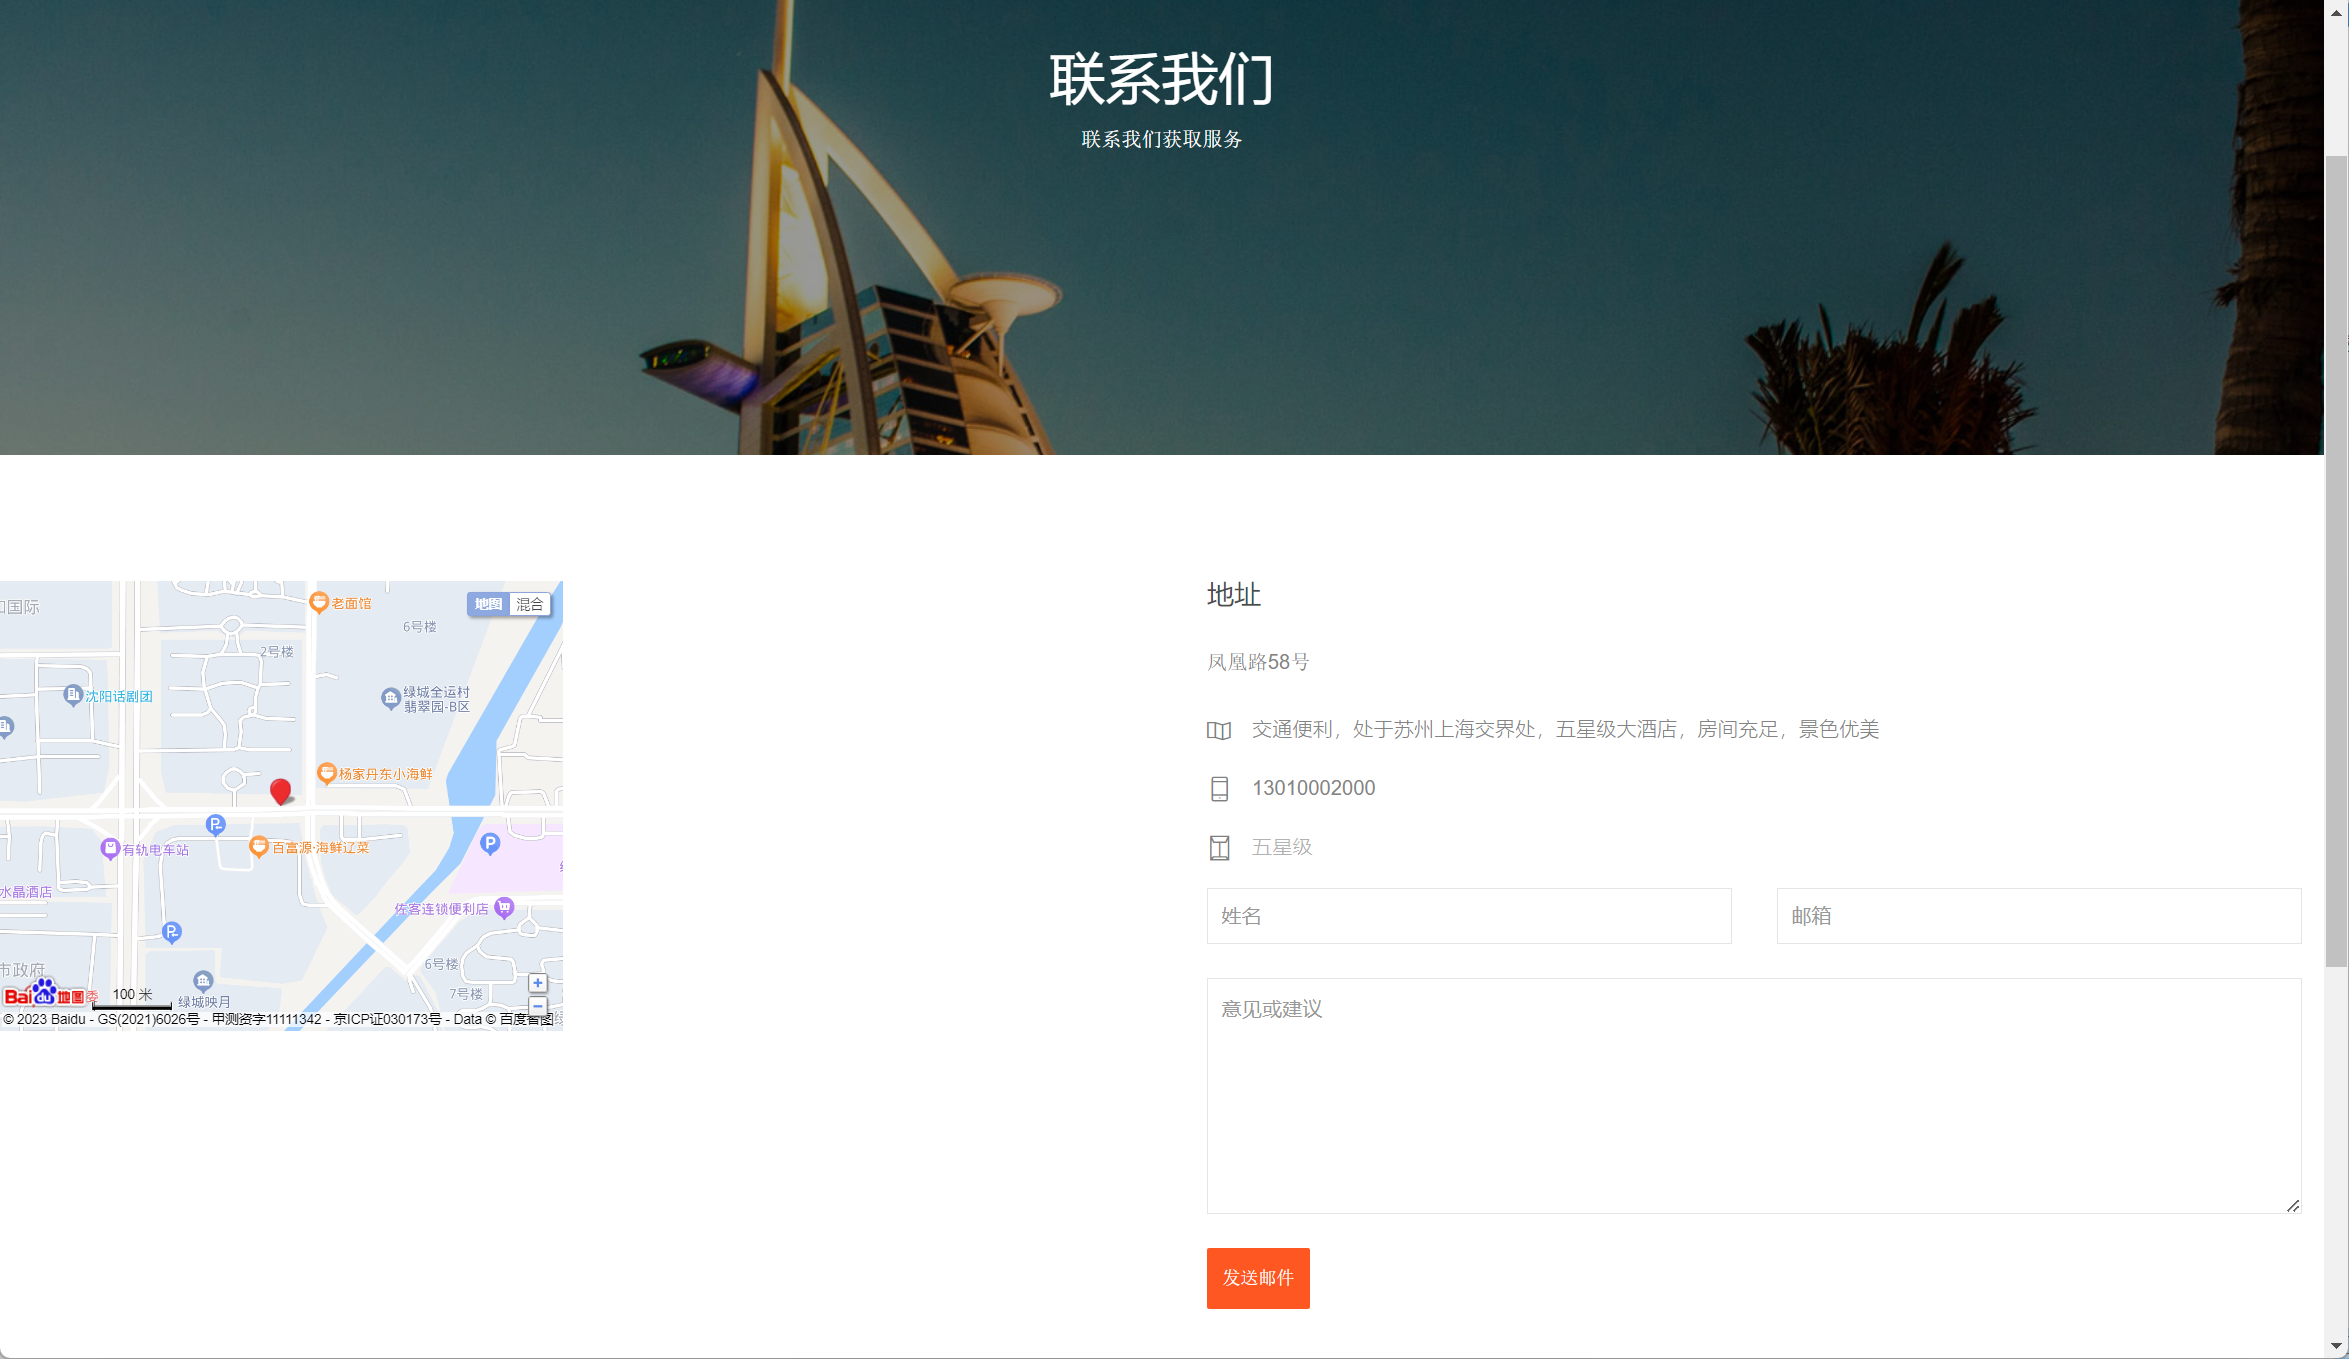 联系我们
联系我们获取服务
和国际
老面馆
地图 混合
6号楼
2号楼
沈阳话剧团
绿城全运村
翡翠园-B区
杨家丹东小海鲜
有轨电车站
百富源·海鲜辽菜
水晶酒店
佐客连锁便利店
市政府
6号楼
7号楼
绿城映月
Bai du 地图
100 米
© 2023 Baidu - GS(2021)6026号 - 甲测资字11111342 - 京ICP证030173号 - Data © 百度智图
地址
凤凰路58号
交通便利，处于苏州上海交界处，五星级大酒店，房间充足，景色优美
13010002000
五星级
姓名
邮箱
意见或建议
发送邮件